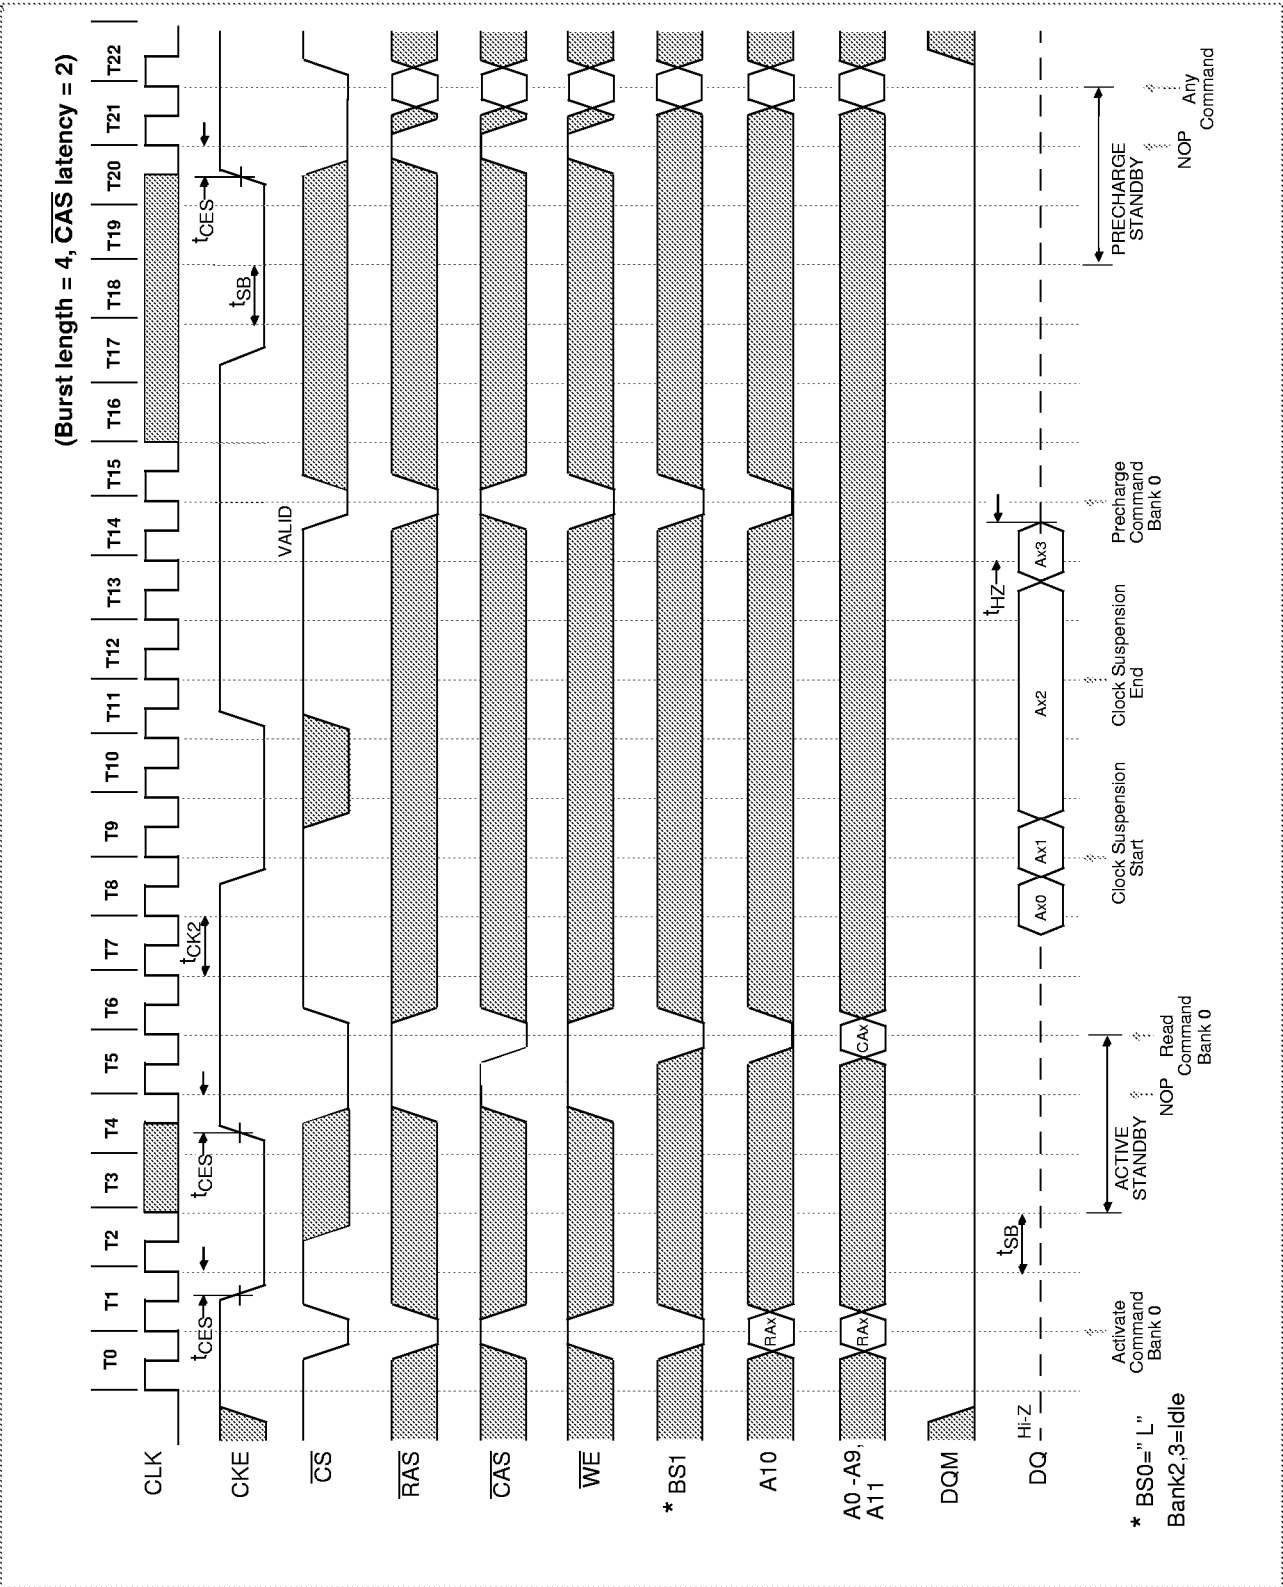 (Burst length = 4, CAS latency = 2)
T0 T1 T2 T3 T4 T5 T6 T7 T8 T9 T10 T11 T12 T13 T14 T15 T16 T17 T18 T19 T20 T21 T22
CLK
tCES
tCES
tCES
tCK2
tCES
CKE
tSB
VALID
CS
RAS
CAS
WE
* BS1
A10
RAx
A0 -A9,
A11
RAx
CAx
DQM
tSB
tHZ
Hi-Z
DQ
Ax0
Ax1
Ax2
Ax3
Activate
Command
Bank 0
ACTIVE
STANDBY
NOP
Read
Command
Bank 0
Clock Suspension
Start
Clock Suspension
End
Precharge
Command
Bank 0
PRECHARGE
STANDBY
NOP
Any
Command
* BS0=" L"
Bank2,3=Idle